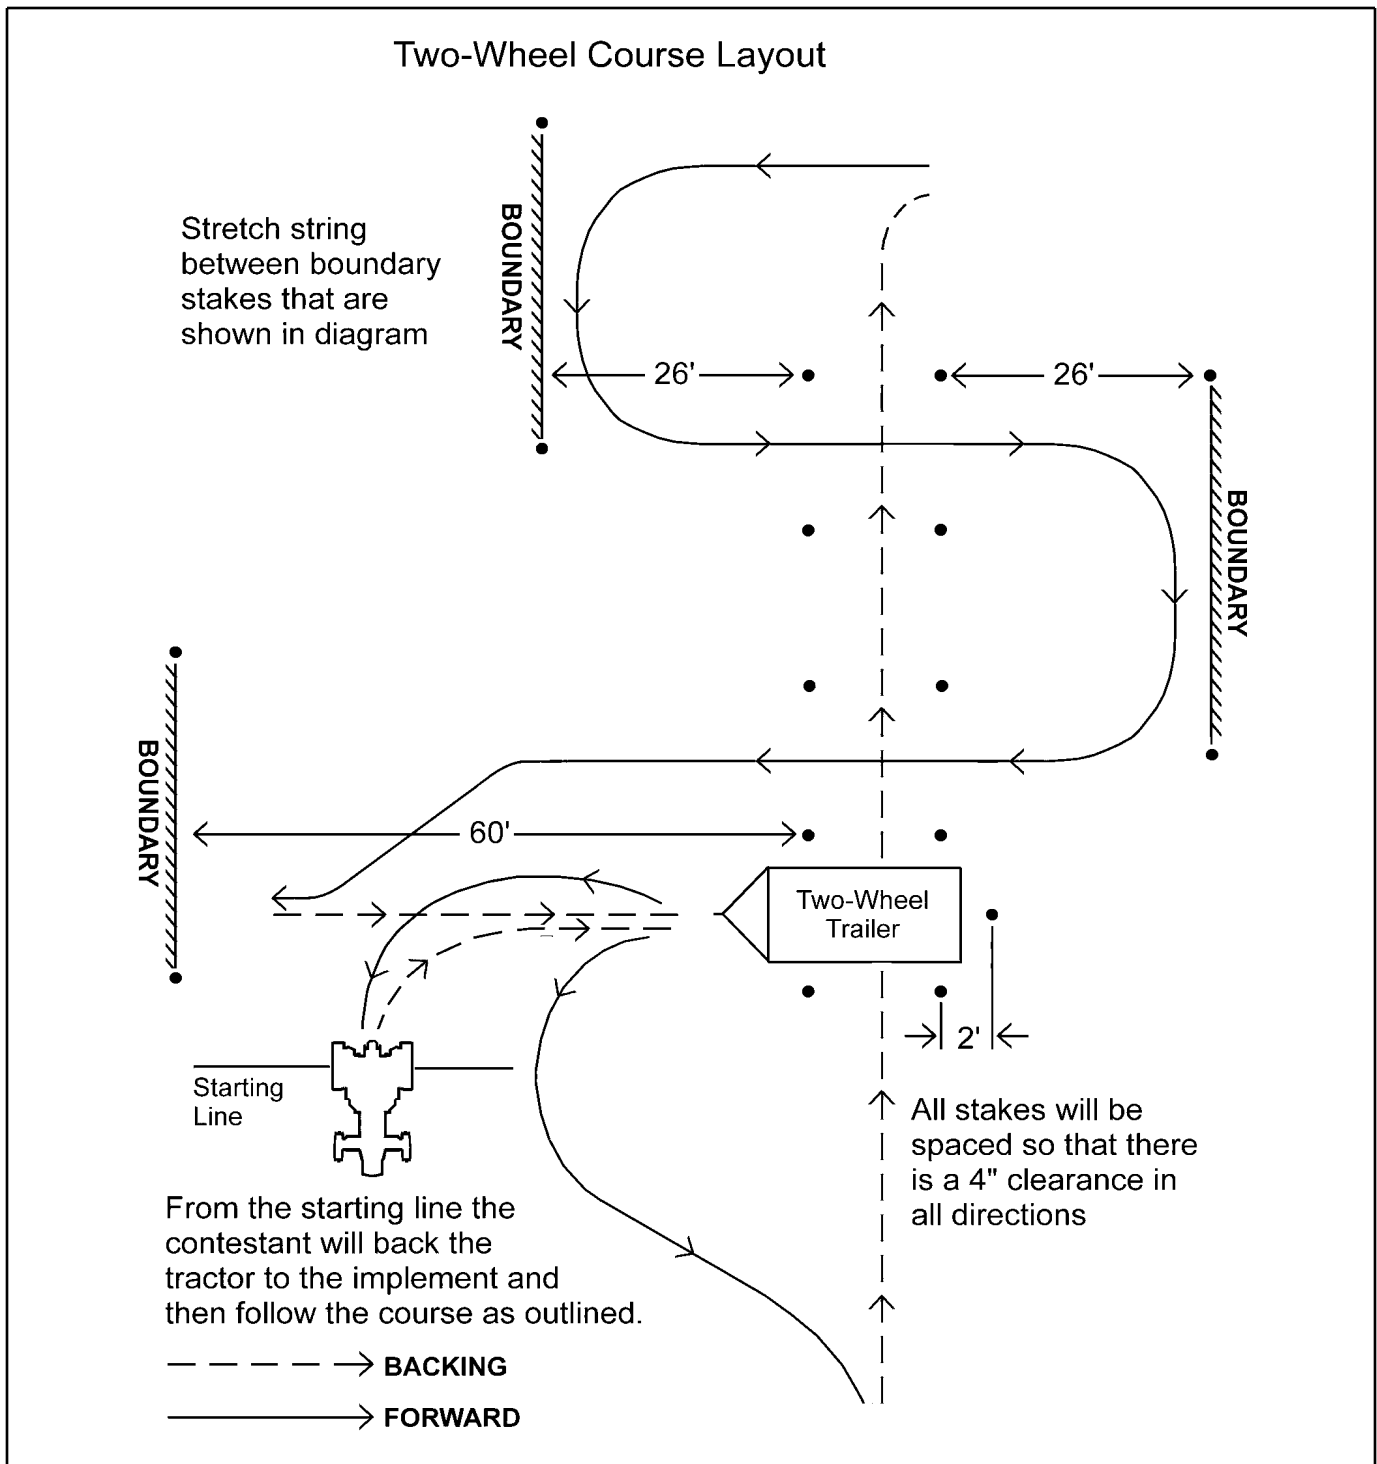 Two-Wheel Course Layout
Stretch string
between boundary
stakes that are
shown in diagram
BOUNDARY
26'
26'
BOUNDARY
BOUNDARY
60'
Two-Wheel
Trailer
2'
Starting
Line
All stakes will be
spaced so that there
is a 4" clearance in
all directions
From the starting line the
contestant will back the
tractor to the implement and
then follow the course as outlined.
BACKING
FORWARD